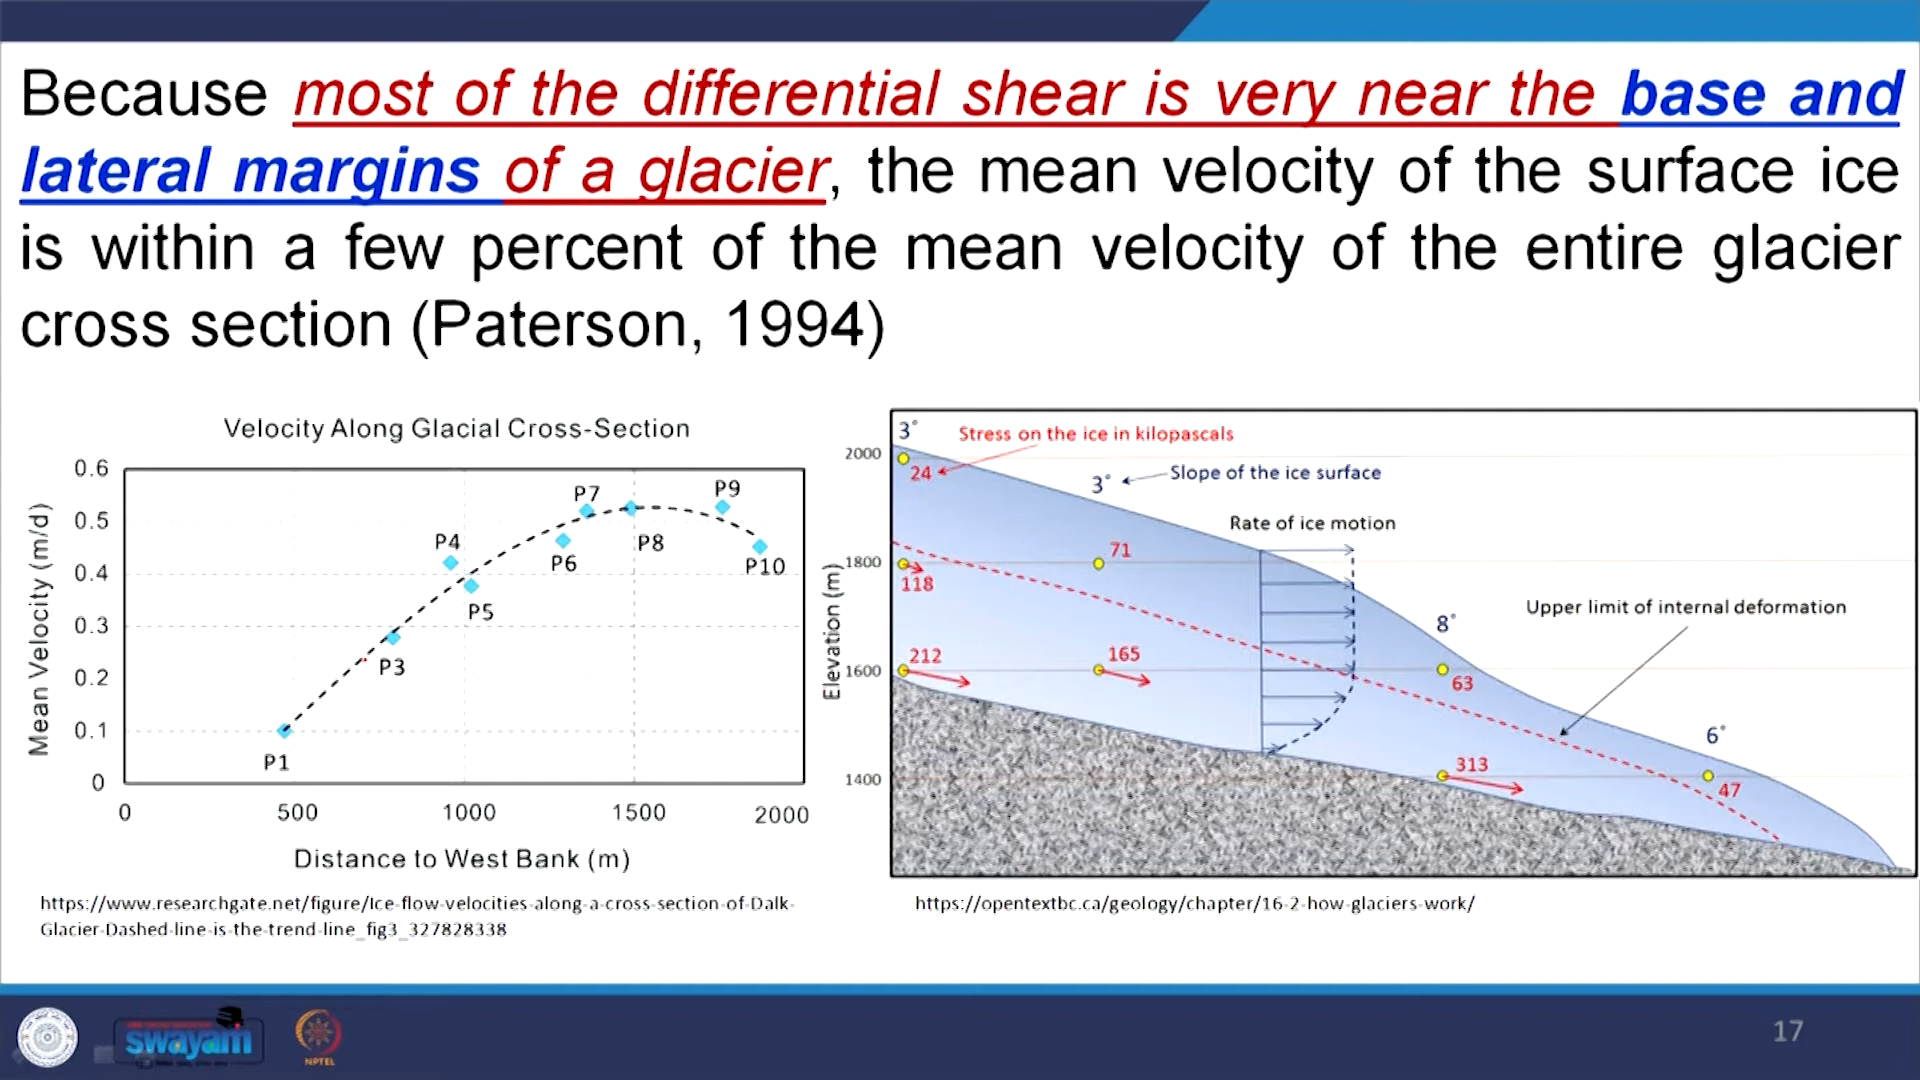 Because most of the differential shear is very near the base and
lateral margins of a glacier, the mean velocity of the surface ice
is within a few percent of the mean velocity of the entire glacier
cross section (Paterson, 1994)
Velocity Along Glacial Cross-Section
Mean Velocity (m/d)
0.6
0.5
0.4
0.3
0.2
0.1
0
P1
P3
P4
P5
P6
P7
P8
P9
P10
0 500 1000 1500 2000
Distance to West Bank (m)
https://www.researchgate.net/figure/Ice-flow-velocities-along-a-cross-section-of-Dalk-
Glacier-Dashed-line-is-the-trend-line_fig3_327828338
Elevation (m)
2000
1800
1600
1400
3°
Stress on the ice in kilopascals
24
3°
Slope of the ice surface
Rate of ice motion
71
118
Upper limit of internal deformation
8°
212
165
63
6°
313
47
https://opentextbc.ca/geology/chapter/16-2-how-glaciers-work/
swayam
NPTEL
17